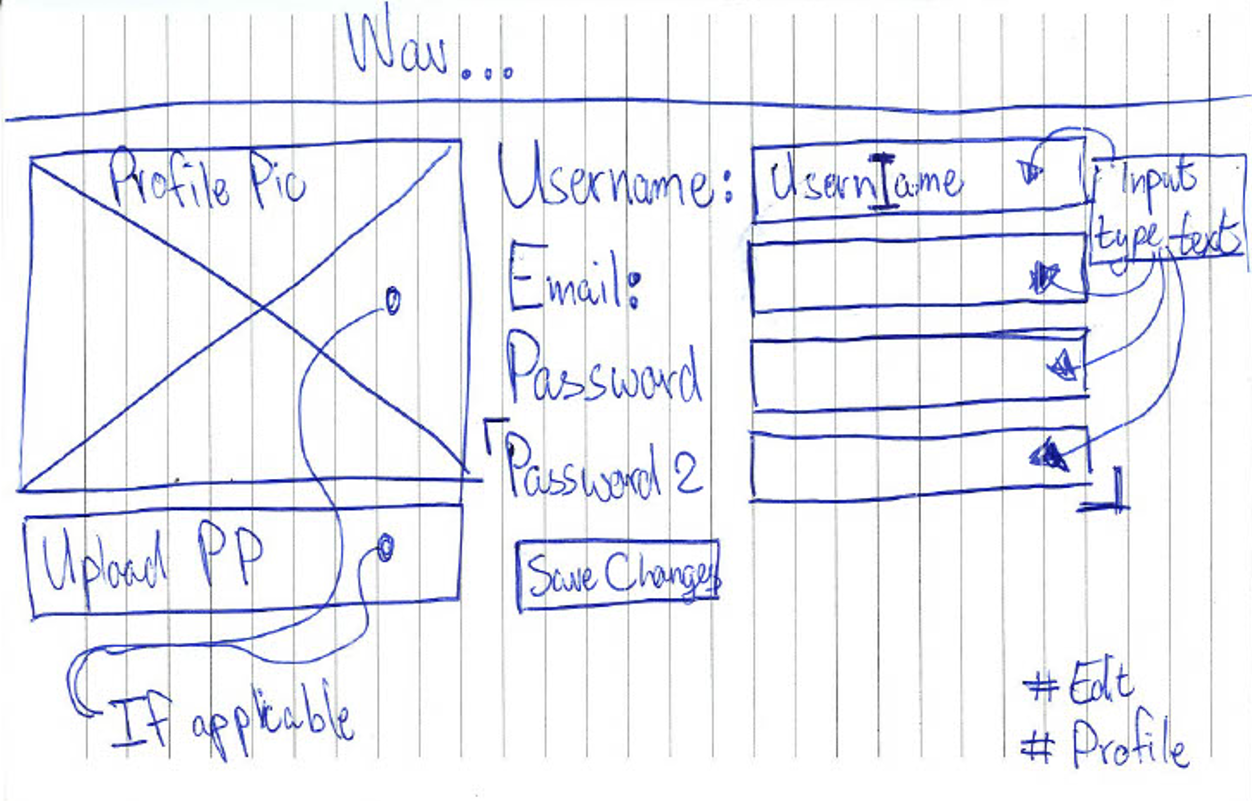 Nav...
Profile Pic
Username:
Username
Input
type text
Email:
Password
Password 2
Upload PP
Save Changes
If applicable
# Edit
# Profile